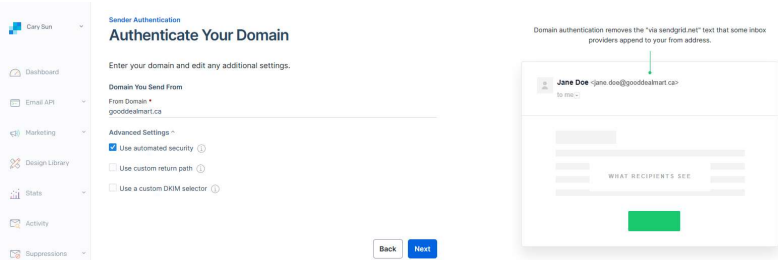 Cary Sun
Dashboard
Email API
Marketing
Design Library
Stats
Activity
Suppressions
Sender Authentication
Authenticate Your Domain
Enter your domain and edit any additional settings.
Domain You Send From
From Domain *
gooddealmart.ca
Advanced Settings
Use automated security
Use custom return path
Use a custom DKIM selector
Back
Next
Domain authentication removes the "via sendgrid.net" text that some inbox
providers append to your from address.
Jane Doe <jane.doe@gooddealmart.ca>
to me
WHAT RECIPIENTS SEE